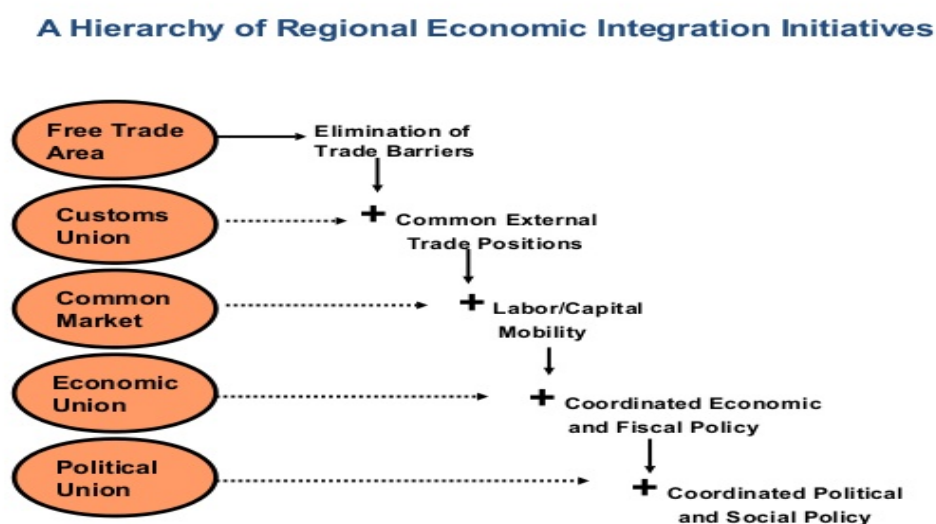 A Hierarchy of Regional Economic Integration Initiatives
Free Trade
Area
Elimination of
Trade Barriers
Customs
Union
+ Common External
Trade Positions
Common
Market
+ Labor/Capital
Mobility
Economic
Union
+ Coordinated Economic
and Fiscal Policy
Political
Union
+ Coordinated Political
and Social Policy